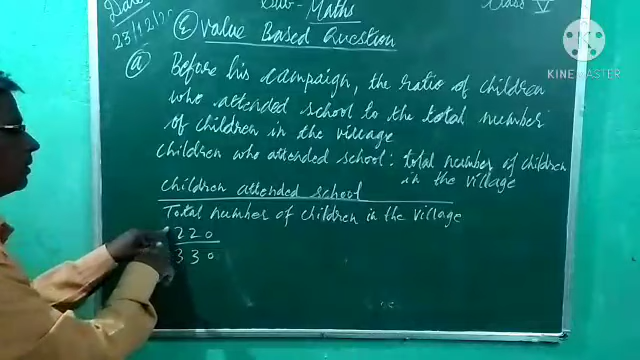 Date
Sub- Maths
Class V
23/12/20
(E) Value Based Question
(a) Before his campaign, the ratio of children
who attended school to the total number
of children in the village
children who attended school : total number of children
in the village
children attended school
Total number of children in the village
220
330
KINEMASTER